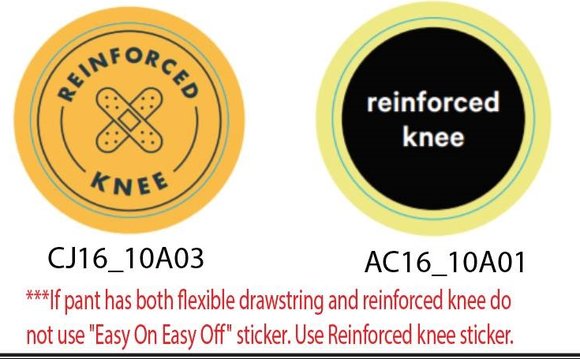 REINFORCED
KNEE
reinforced
knee
CJ16_10A03
AC16_10A01
***If pant has both flexible drawstring and reinforced knee do
not use "Easy On Easy Off" sticker. Use Reinforced knee sticker.